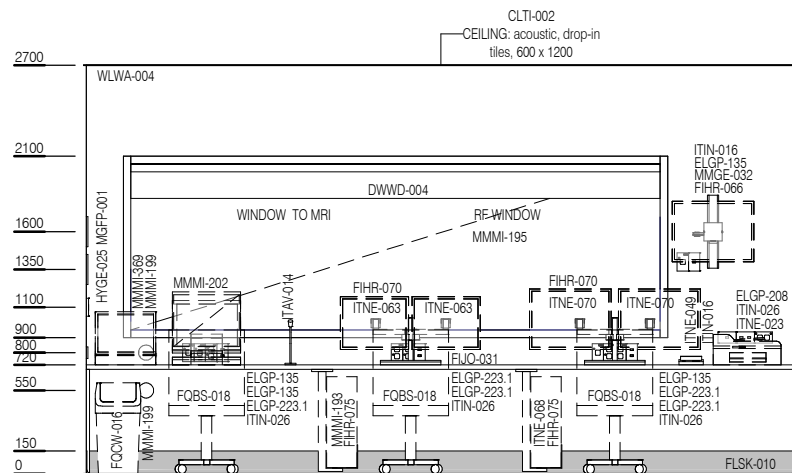 CLTI-002
CEILING: acoustic, drop-in
tiles, 600 x 1200
2700
WLWA-004
2100
ITIN-016
ELGP-135
MMGE-032
FIHR-066
DWWD-004
WINDOW TO MRI
RF WINDOW
MMMI-195
1600
1350
HYGE-025 MGFP-001
MMMI-369
MMMI-199
MMMI-202
ITAV-014
FIHR-070
ITNE-063
ITNE-063
FIHR-070
ITNE-070
ITNE-070
ITNE-049
ITIN-016
ELGP-208
ITIN-026
ITNE-023
1100
900
800
720
FIJO-031
550
FQCW-016
MMMI-199
FQBS-018
ELGP-135
ELGP-135
ELGP-223.1
ITIN-026
MMMI-193
FIHR-075
FQBS-018
ELGP-223.1
ELGP-223.1
ITIN-026
ITNE-068
FIHR-075
FQBS-018
ELGP-135
ELGP-223.1
ELGP-223.1
ITIN-026
150
0
FLSK-010